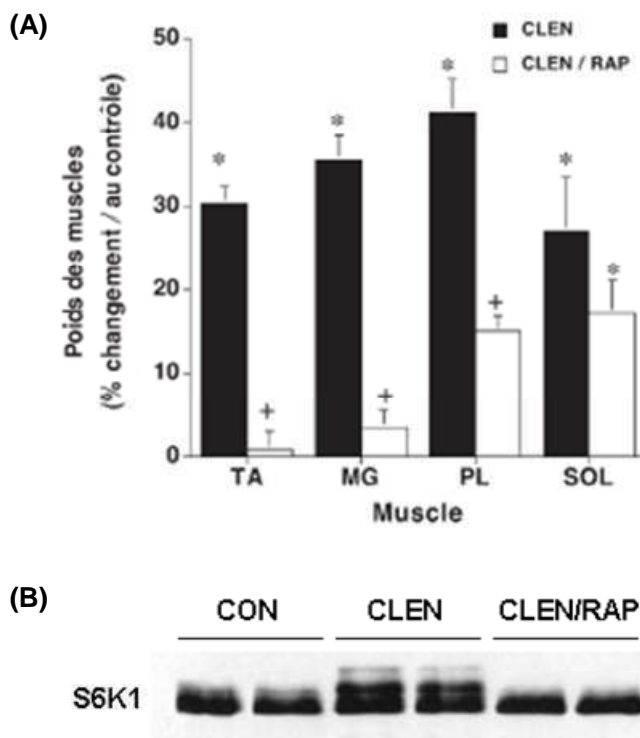 (A)
CLEN
CLEN / RAP
Poids des muscles
(% changement / au contrôle)
50
40
30
20
10
0
* * * *
+ + + *
TA MG PL SOL
Muscle
(B)
CON CLEN CLEN/RAP
S6K1